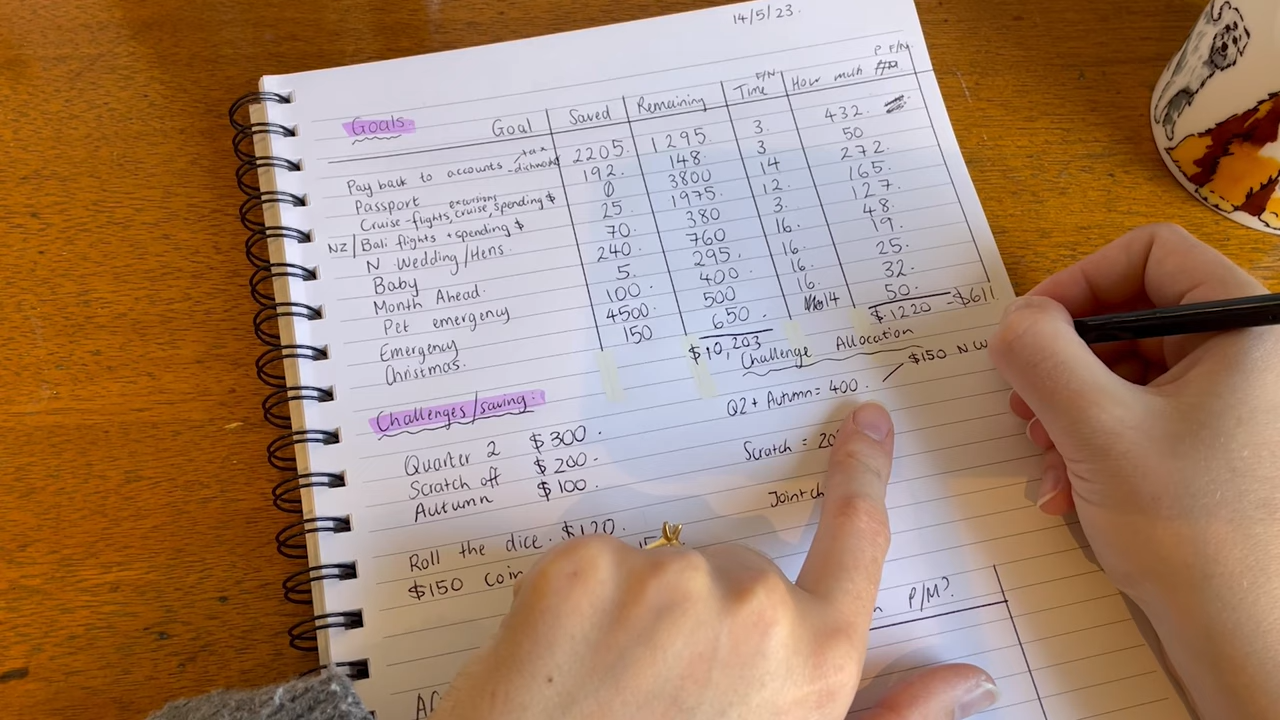 14/5/23.
Goals. Goal Saved Remaining Time F/N How much P F/N.
Pay back to accounts tax 2205. 1295 3. 432.
Passport 192. 148. 3 50
Cruise - flights, cruise, excursions spending $ 0 3800 14 272.
NZ / Bali flights + spending $ 25 1975. 12. 165.
N Wedding / Hens. 70. 380 3. 127.
Baby 240 760 16. 48.
Month Ahead. 5. 295. 16. 19.
Pet emergency 100. 400. 16. 25.
Emergency 4500. 500 16. 32.
Christmas. 150 650. 14 50.
$10,203 $1220 = $611
Challenge Allocation
Challenges / saving. Q2 + Autumn = 400. $150 N W
Quarter 2 $300.
Scratch off $200. Scratch =
Autumn $100.
Roll the dice. $120.
$150 Coin
P/M?